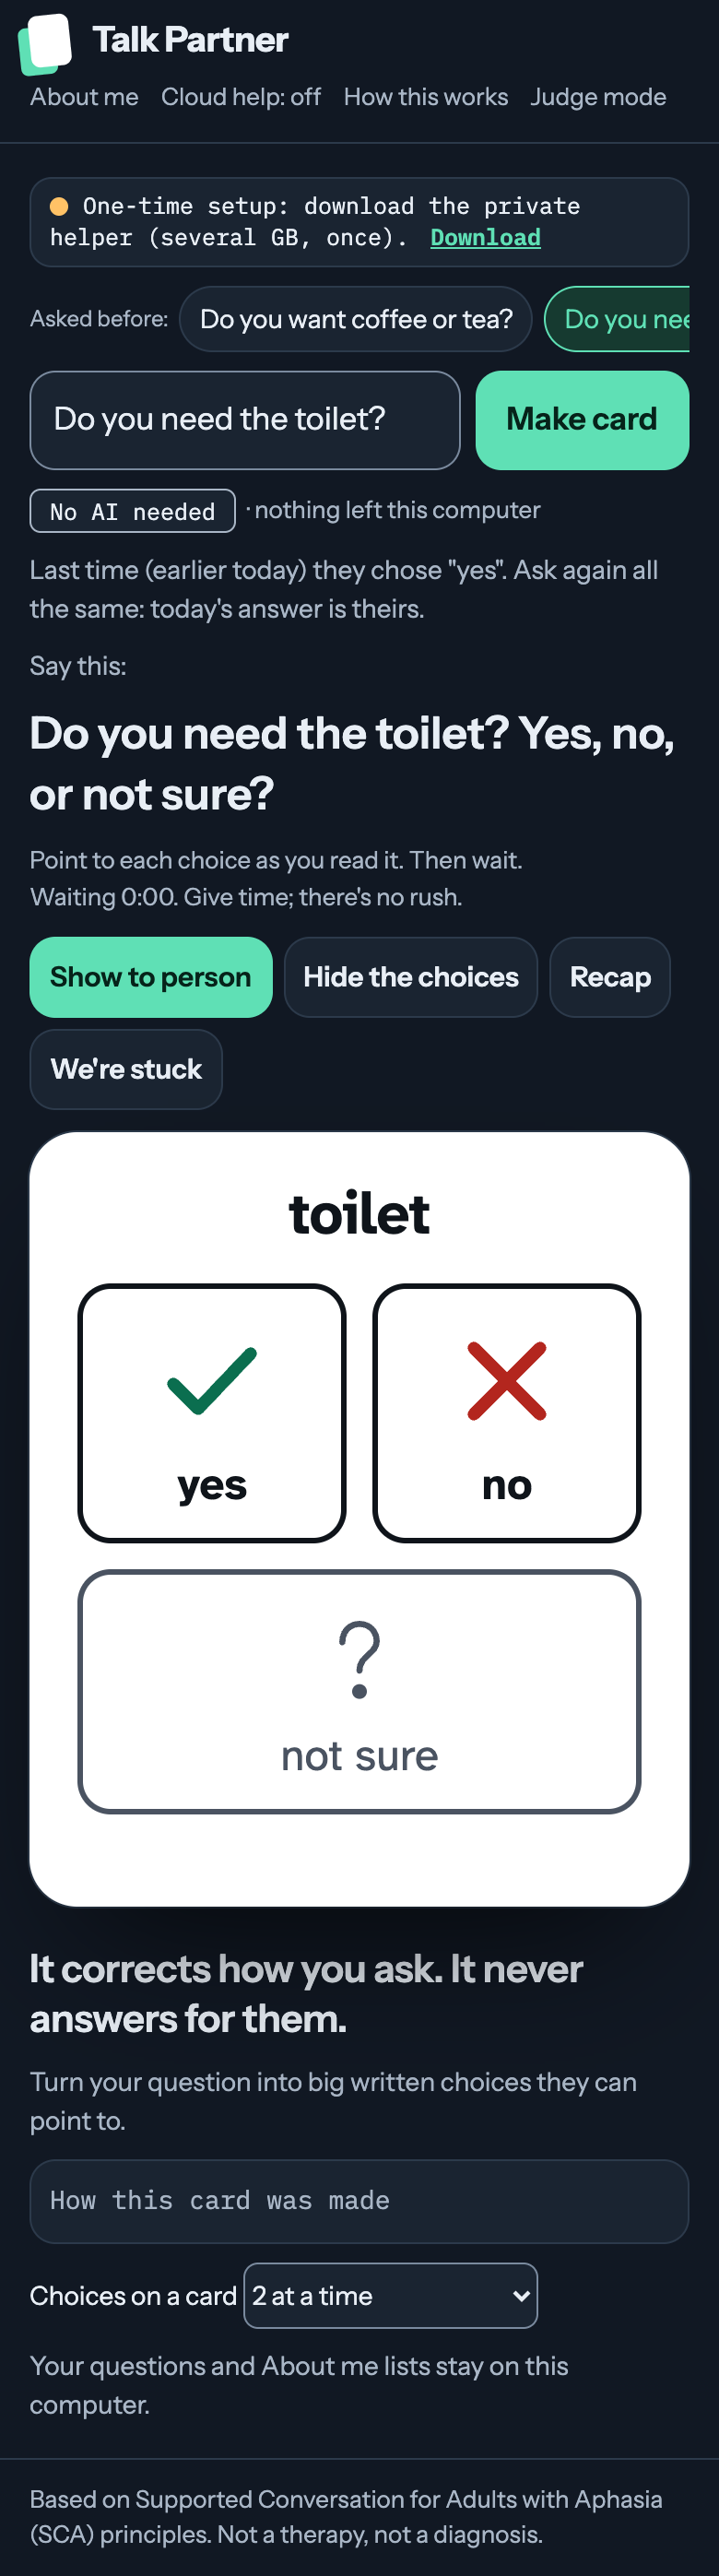 Talk Partner
About me Cloud help: off How this works Judge mode
One-time setup: download the private
helper (several GB, once). Download
Asked before: Do you want coffee or tea? Do you nee
Do you need the toilet? Make card
No AI needed · nothing left this computer
Last time (earlier today) they chose "yes". Ask again all
the same: today's answer is theirs.
Say this:
Do you need the toilet? Yes, no,
or not sure?
Point to each choice as you read it. Then wait.
Waiting 0:00. Give time; there's no rush.
Show to person Hide the choices Recap
We're stuck
toilet
yes no
?
not sure
It corrects how you ask. It never
answers for them.
Turn your question into big written choices they can
point to.
How this card was made
Choices on a card 2 at a time
Your questions and About me lists stay on this
computer.
Based on Supported Conversation for Adults with Aphasia
(SCA) principles. Not a therapy, not a diagnosis.